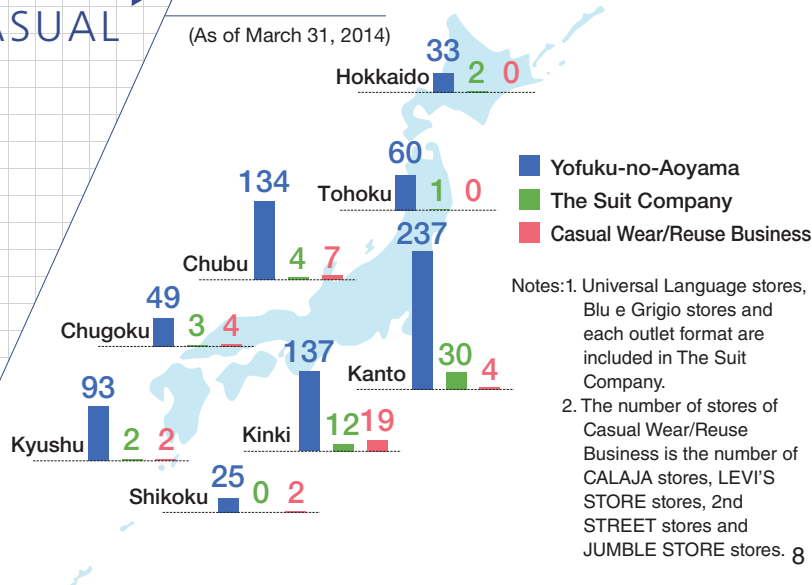 ASUAL
(As of March 31, 2014)
33
Hokkaido 2 0
60
Tohoku 1 0
Yofuku-no-Aoyama
The Suit Company
Casual Wear/Reuse Business
134
Chubu 4 7
237
Kanto 30 4
49
Chugoku 3 4
137
Kinki 12 19
93
Kyushu 2 2
25
Shikoku 0 2
Notes:1. Universal Language stores,
Blu e Grigio stores and
each outlet format are
included in The Suit
Company.
2. The number of stores of
Casual Wear/Reuse
Business is the number of
CALAJA stores, LEVI'S
STORE stores, 2nd
STREET stores and
JUMBLE STORE stores.
8